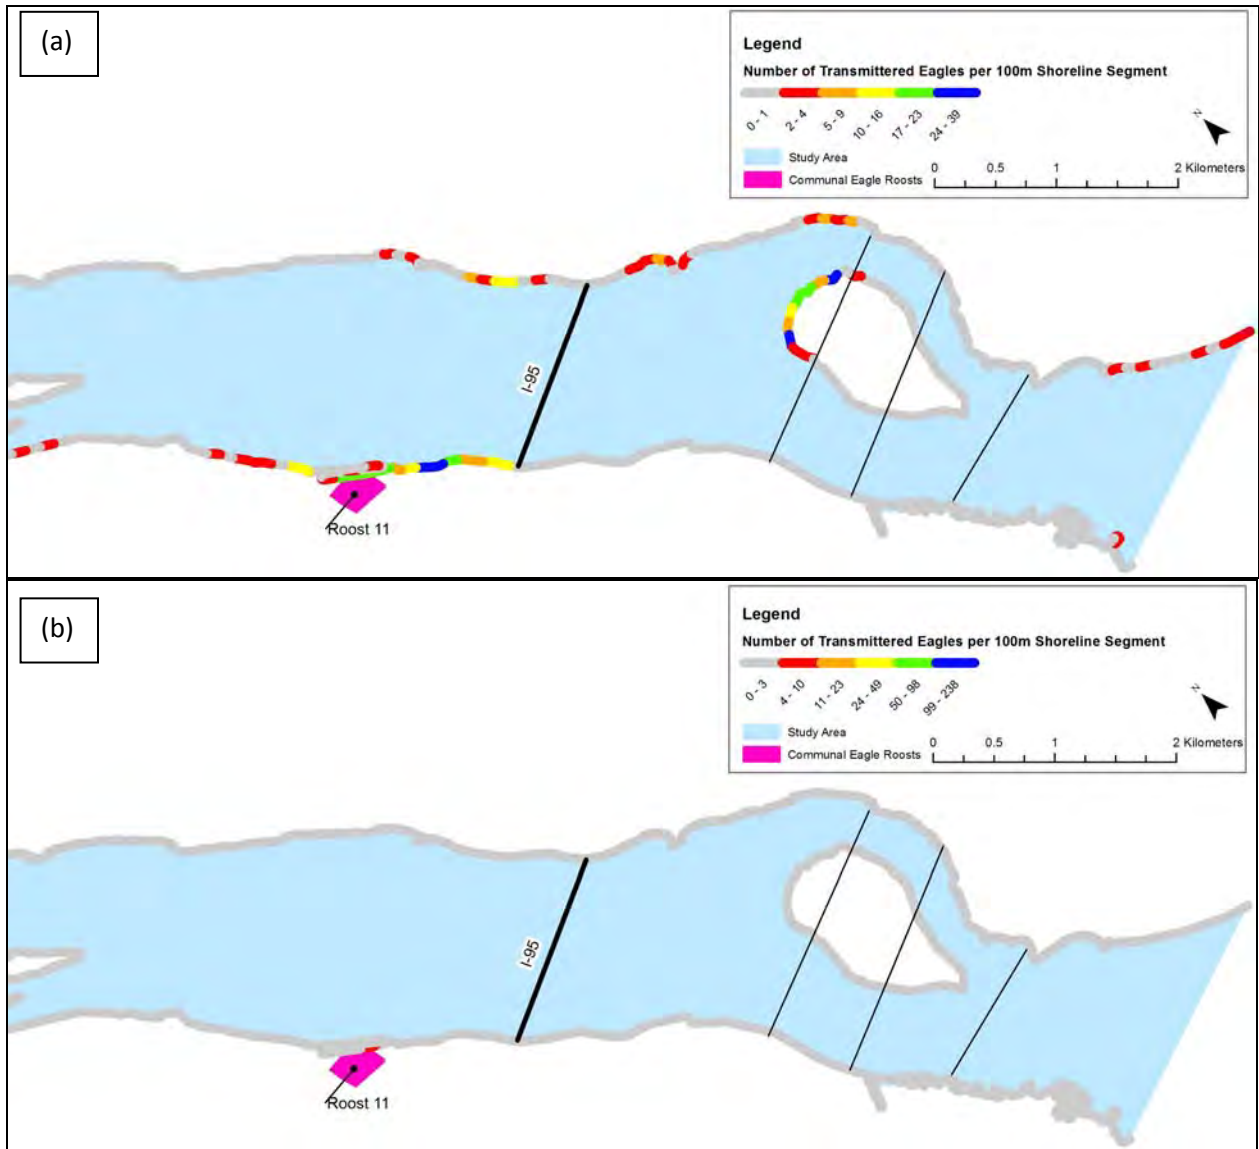 (a)
Legend
Number of Transmittered Eagles per 100m Shoreline Segment
0 - 1 2 - 4 5 - 9 10 - 16 17 - 23 24 - 39
N
Study Area
Communal Eagle Roosts
0 0.5 1 2 Kilometers
I-95
Roost 11
(b)
Legend
Number of Transmittered Eagles per 100m Shoreline Segment
0 - 3 4 - 10 11 - 23 24 - 49 50 - 98 99 - 238
N
Study Area
Communal Eagle Roosts
0 0.5 1 2 Kilometers
I-95
Roost 11